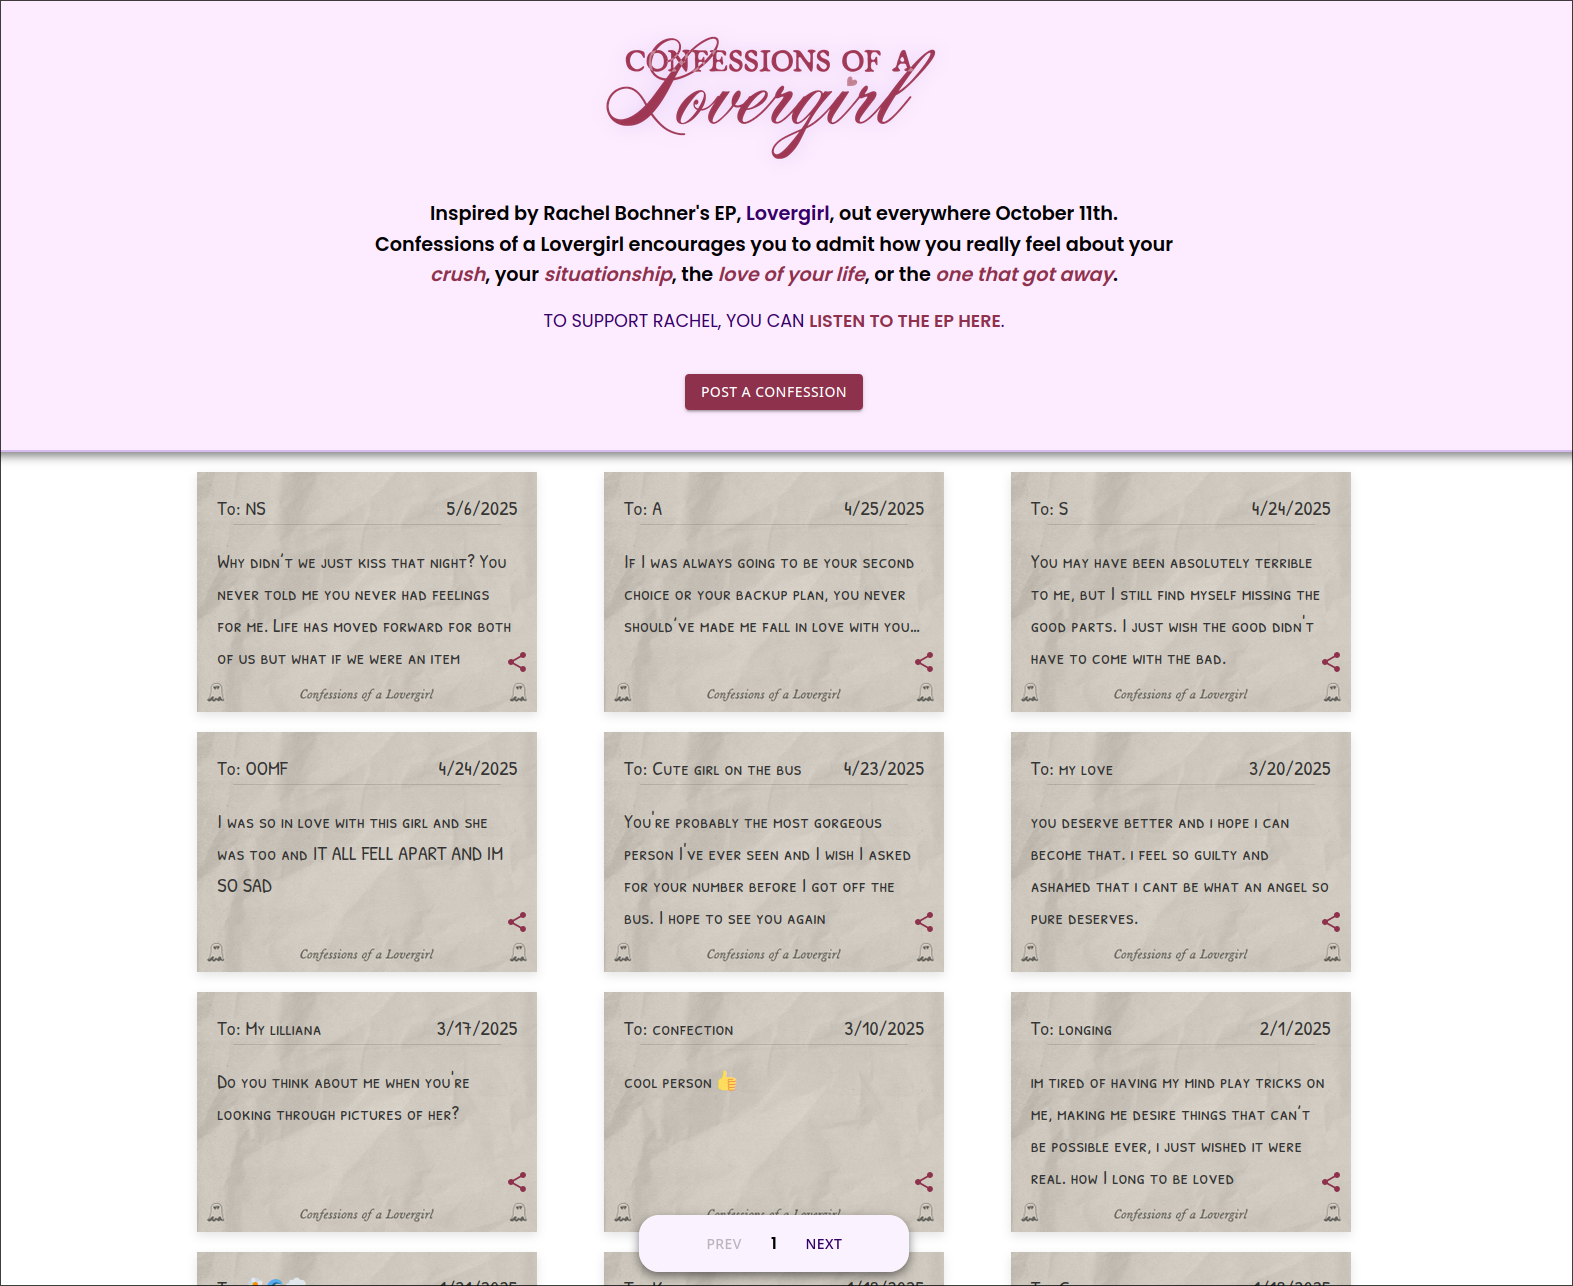 CONFESSIONS OF A
Lovergirl
Inspired by Rachel Bochner's EP, Lovergirl, out everywhere October 11th.
Confessions of a Lovergirl encourages you to admit how you really feel about your
crush, your situationship, the love of your life, or the one that got away.
TO SUPPORT RACHEL, YOU CAN LISTEN TO THE EP HERE.
POST A CONFESSION
To: NS 5/6/2025
Why didn't we just kiss that night? You
never told me you never had feelings
for me. Life has moved forward for both
of us but what if we were an item
Confessions of a Lovergirl
To: A 4/25/2025
If I was always going to be your second
choice or your backup plan, you never
should've made me fall in love with you...
Confessions of a Lovergirl
To: S 4/24/2025
You may have been absolutely terrible
to me, but I still find myself missing the
good parts. I just wish the good didn't
have to come with the bad.
Confessions of a Lovergirl
To: OOMF 4/24/2025
I was so in love with this girl and she
was too and IT ALL FELL APART AND IM
SO SAD
Confessions of a Lovergirl
To: Cute girl on the bus 4/23/2025
You're probably the most gorgeous
person I've ever seen and I wish I asked
for your number before I got off the
bus. I hope to see you again
Confessions of a Lovergirl
To: my love 3/20/2025
you deserve better and i hope i can
become that. i feel so guilty and
ashamed that i cant be what an angel so
pure deserves.
Confessions of a Lovergirl
To: My lilliana 3/17/2025
Do you think about me when you're
looking through pictures of her?
Confessions of a Lovergirl
To: confection 3/10/2025
cool person 👍
Confessions of a Lovergirl
To: longing 2/1/2025
im tired of having my mind play tricks on
me, making me desire things that can't
be possible ever, i just wished it were
real. how I long to be loved
Confessions of a Lovergirl
PREV 1 NEXT